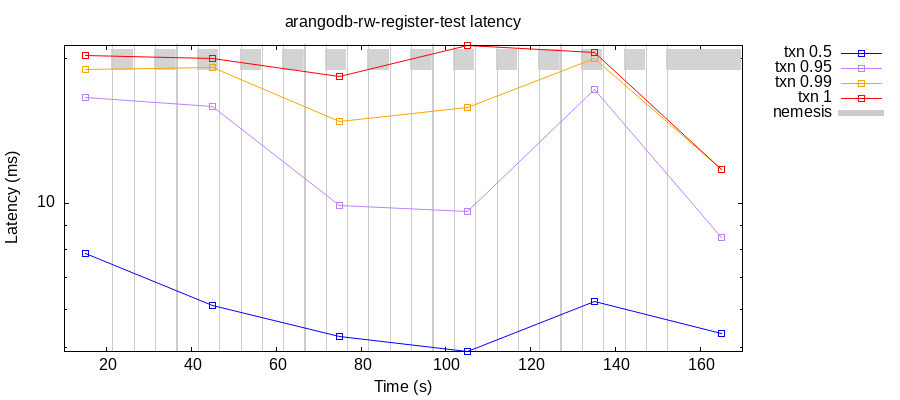 arangodb-rw-register-test latency
txn 0.5
txn 0.95
txn 0.99
txn 1
nemesis
Latency (ms)
10
20 40 60 80 100 120 140 160
Time (s)